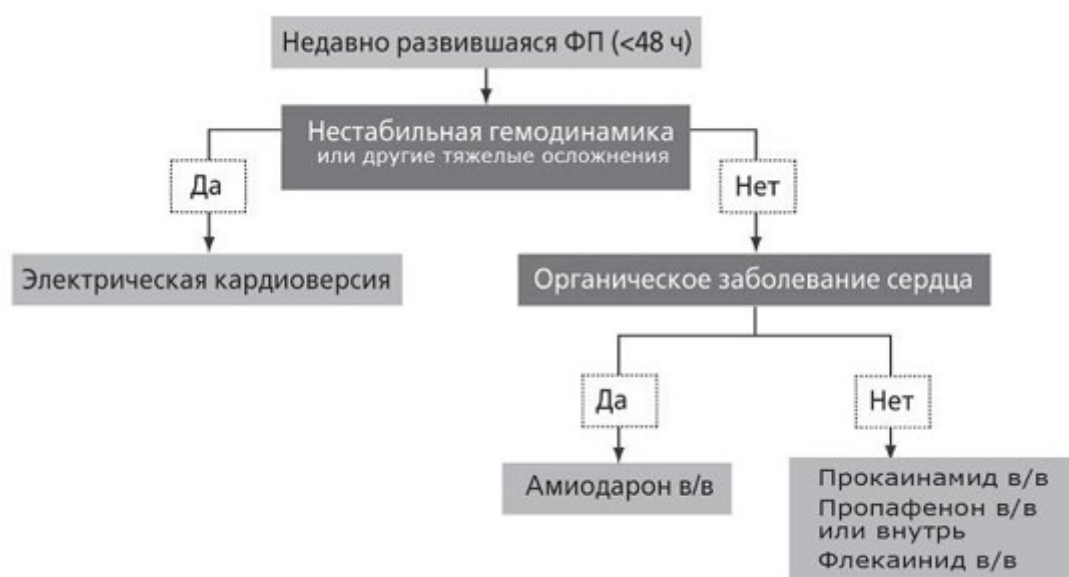 Недавно развившаяся ФП (<48 ч)
Нестабильная гемодинамика
или другие тяжелые осложнения
Да
Нет
Электрическая кардиоверсия
Органическое заболевание сердца
Да
Нет
Амиодарон в/в
Прокаинамид в/в
Пропафенон в/в
или внутрь
Флекаинид в/в